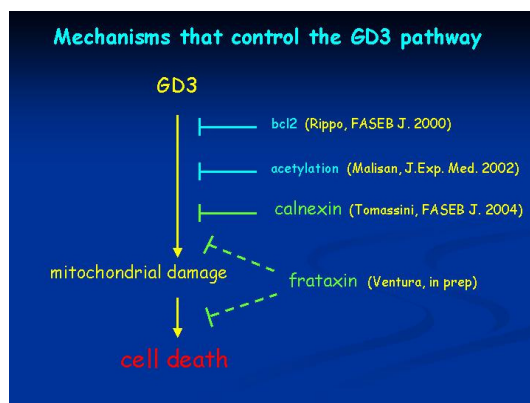 Mechanisms that control the GD3 pathway
GD3
bcl2 (Rippo, FASEB J. 2000)
acetylation (Malisan, J.Exp. Med. 2002)
calnexin (Tomassini, FASEB J. 2004)
mitochondrial damage
frataxin (Ventura, in prep)
cell death